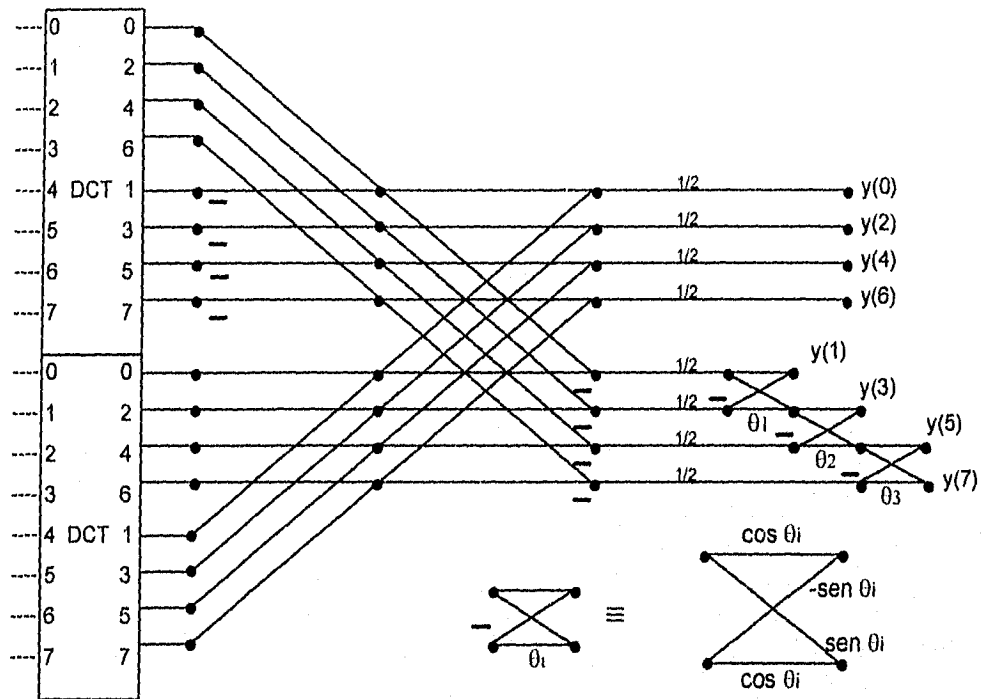 0 0
1 2
2 4
3 6
4 DCT 1 1/2 y(0)
5 3 1/2 y(2)
6 5 1/2 y(4)
7 7 1/2 y(6)
y(1)
0 0 1/2
y(3)
1 2 1/2
θ1
y(5)
2 4 1/2
θ2
3 6 1/2 y(7)
θ3
4 DCT 1
cos θi
5 3
-sen θi
6 5
≡
7 7
θi
sen θi
cos θi